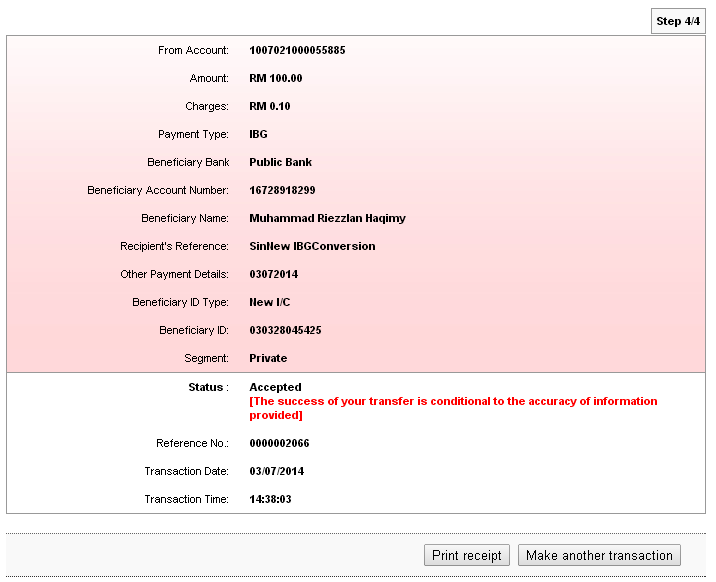 Step 4/4
From Account: 1007021000055885
Amount: RM 100.00
Charges: RM 0.10
Payment Type: IBG
Beneficiary Bank Public Bank
Beneficiary Account Number: 16728918299
Beneficiary Name: Muhammad Riezzlan Haqimy
Recipient's Reference: SinNew IBGConversion
Other Payment Details: 03072014
Beneficiary ID Type: New I/C
Beneficiary ID: 030328045425
Segment: Private
Status : Accepted
[The success of your transfer is conditional to the accuracy of information
provided]
Reference No.: 0000002066
Transaction Date: 03/07/2014
Transaction Time: 14:38:03
Print receipt Make another transaction